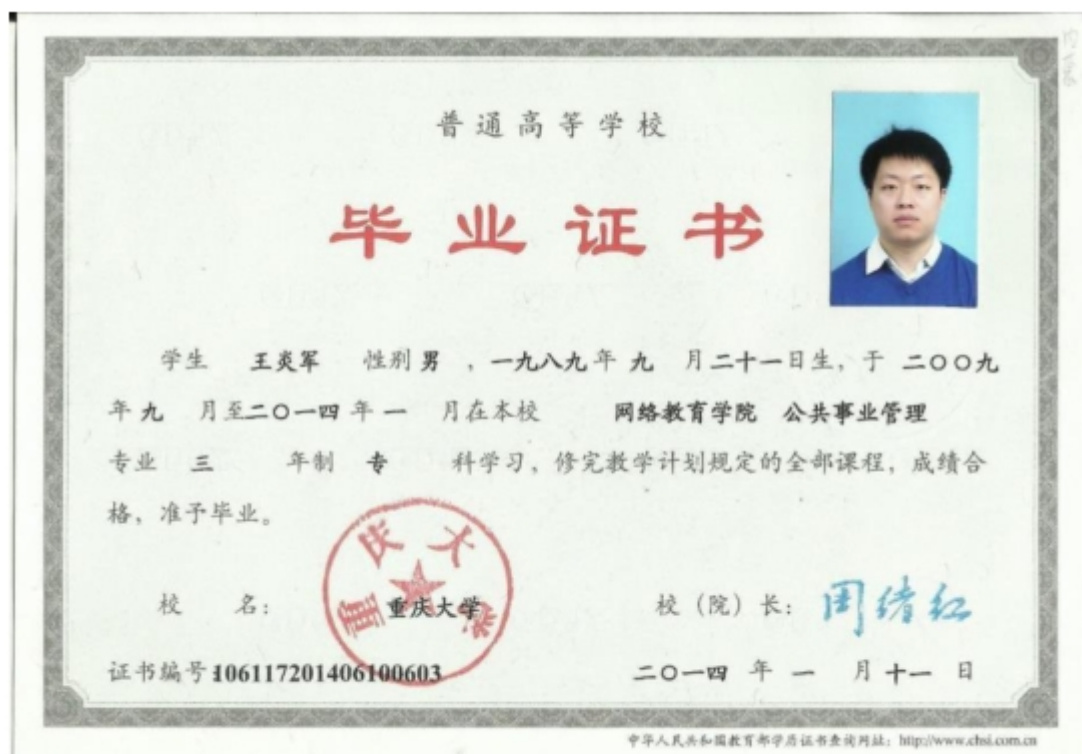 普通高等学校
毕业证书
学生 王炎军 性别 男 ，一九八九年 九 月二十一日生，于 二〇〇九
年 九 月至二〇一四 年 一 月在本校 网络教育学院 公共事业管理
专业 三 年制 专 科学习，修完教学计划规定的全部课程，成绩合
格，准予毕业。
重庆大学
校 名： 重庆大学 校（院）长： 周绪红
证书编号：106117201406100603 二〇一四 年 一 月 十一 日
中华人民共和国教育部学历证书查询网址：http://www.chsi.com.cn